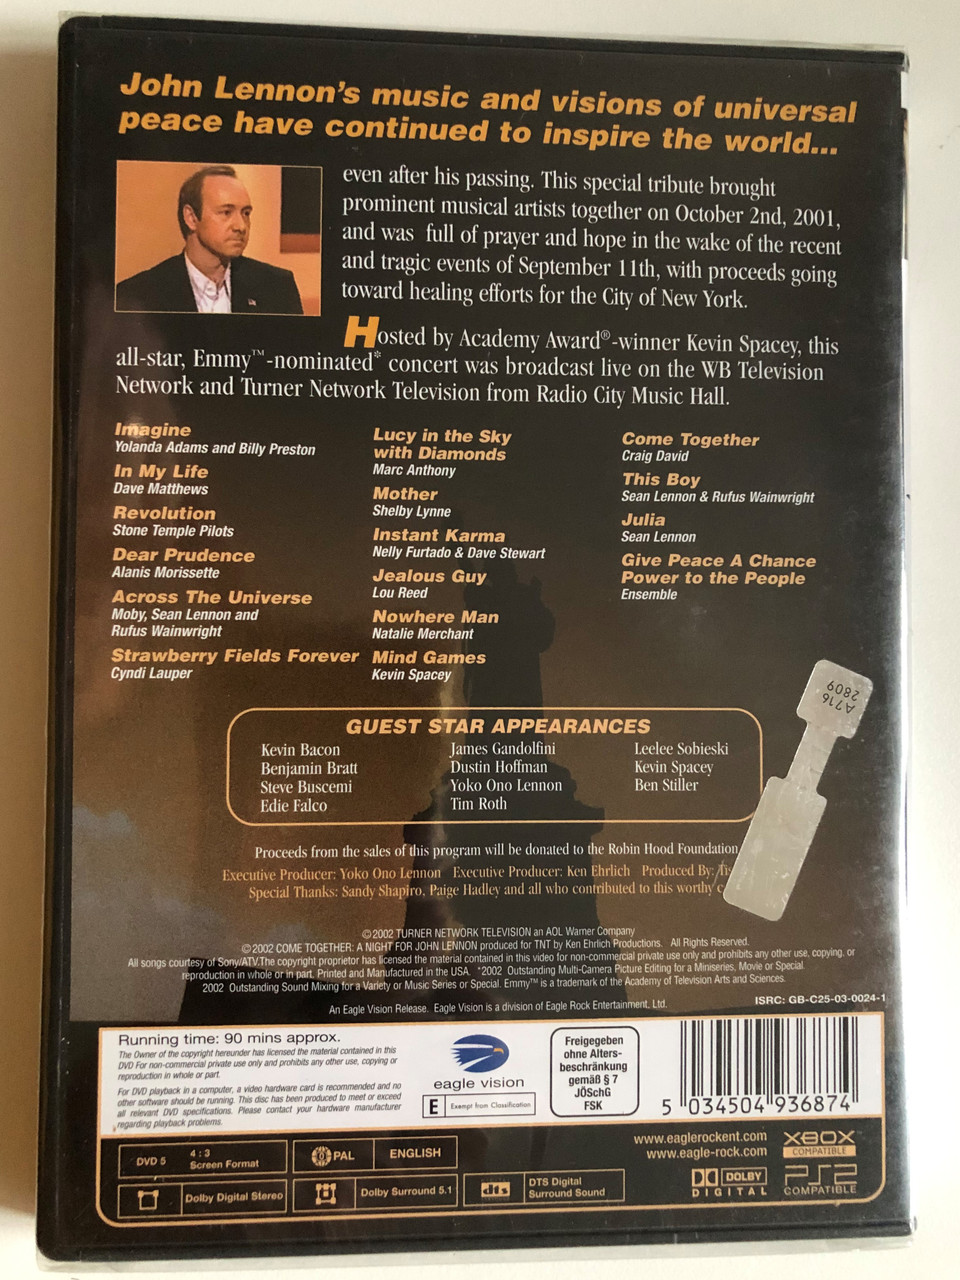 John Lennon's music and visions of universal
peace have continued to inspire the world...
even after his passing. This special tribute brought
prominent musical artists together on October 2nd, 2001,
and was full of prayer and hope in the wake of the recent
and tragic events of September 11th, with proceeds going
toward healing efforts for the City of New York.
Hosted by Academy Award®-winner Kevin Spacey, this
all-star, Emmy™-nominated* concert was broadcast live on the WB Television
Network and Turner Network Television from Radio City Music Hall.
Imagine
Yolanda Adams and Billy Preston
In My Life
Dave Matthews
Revolution
Stone Temple Pilots
Dear Prudence
Alanis Morissette
Across The Universe
Moby, Sean Lennon and
Rufus Wainwright
Strawberry Fields Forever
Cyndi Lauper
Lucy in the Sky
with Diamonds
Marc Anthony
Mother
Shelby Lynne
Instant Karma
Nelly Furtado & Dave Stewart
Jealous Guy
Lou Reed
Nowhere Man
Natalie Merchant
Mind Games
Kevin Spacey
Come Together
Craig David
This Boy
Sean Lennon & Rufus Wainwright
Julia
Sean Lennon
Give Peace A Chance
Power to the People
Ensemble
A716
2809
GUEST STAR APPEARANCES
Kevin Bacon
Benjamin Bratt
Steve Buscemi
Edie Falco
James Gandolfini
Dustin Hoffman
Yoko Ono Lennon
Tim Roth
Leelee Sobieski
Kevin Spacey
Ben Stiller
Proceeds from the sales of this program will be donated to the Robin Hood Foundation
Executive Producer: Yoko Ono Lennon Executive Producer: Ken Ehrlich Produced By:
Special Thanks: Sandy Shapiro, Paige Hadley and all who contributed to this worthy c
©2002 TURNER NETWORK TELEVISION an AOL Warner Company
©2002 COME TOGETHER: A NIGHT FOR JOHN LENNON produced for TNT by Ken Ehrlich Productions. All Rights Reserved.
All songs courtesy of Sony/ATV.The copyright proprietor has licensed the material contained in this video for non-commercial private use only and prohibits any other use, copying, or
reproduction in whole or in part. Printed and Manufactured in the USA. *2002 Outstanding Multi-Camera Picture Editing for a Miniseries, Movie or Special.
2002 Outstanding Sound Mixing for a Variety or Music Series or Special. Emmy™ is a trademark of the Academy of Television Arts and Sciences.
An Eagle Vision Release. Eagle Vision is a division of Eagle Rock Entertainment, Ltd.
ISRC: GB-C25-03-0024-1
Running time: 90 mins approx.
The Owner of the copyright hereunder has licensed the material contained in this
DVD For non-commercial private use only and prohibits any other use, copying or
reproduction in whole or part.
For DVD playback in a computer, a video hardware card is recommended and no
other software should be running. This disc has been produced to meet or exceed
all relevant DVD specifications. Please contact your hardware manufacturer
regarding playback problems.
eagle vision
E Exempt from Classification
Freigegeben
ohne Alters-
beschränkung
gemäß § 7
JÖSchG
FSK
5 034504 936874
DVD 5
4:3
Screen Format
PAL
ENGLISH
Dolby Digital Stereo
Dolby Surround 5.1
dts
DTS Digital
Surround Sound
www.eaglerockent.com
www.eagle-rock.com
DOLBY
DIGITAL
XBOX
COMPATIBLE
PS2
COMPATIBLE